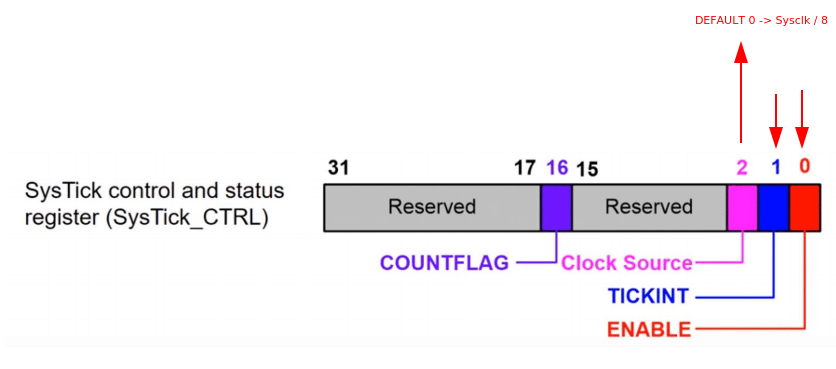 DEFAULT 0 -> Sysclk / 8
31 17 16 15 2 1 0
SysTick control and status
register (SysTick_CTRL)
Reserved Reserved
COUNTFLAG Clock Source
TICKINT
ENABLE